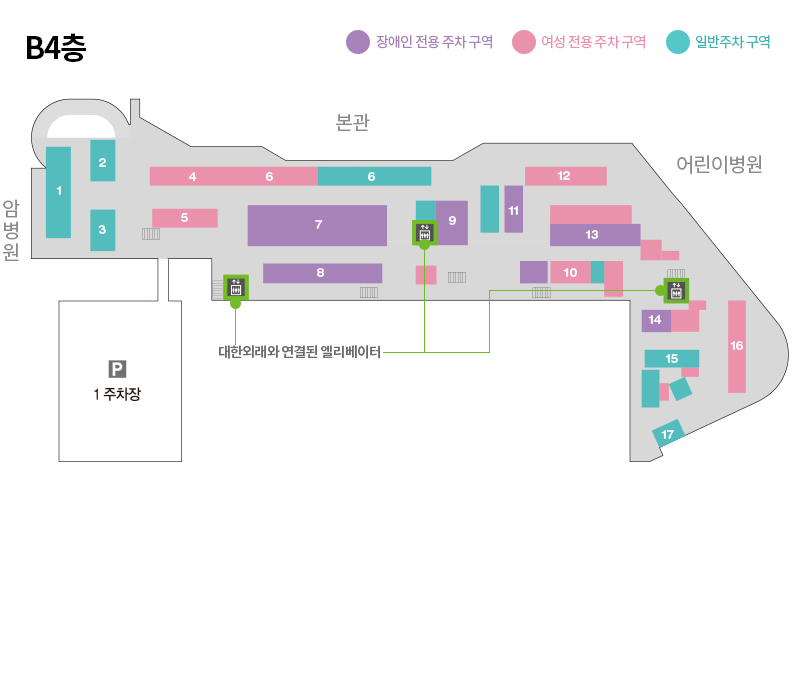 B4층
장애인 전용 주차 구역
여성 전용 주차 구역
일반주차 구역
본관
어린이병원
암병원
1
2
3
4
6
6
5
7
8
9
11
12
13
10
14
15
16
17
대한외래와 연결된 엘리베이터
P
1 주차장